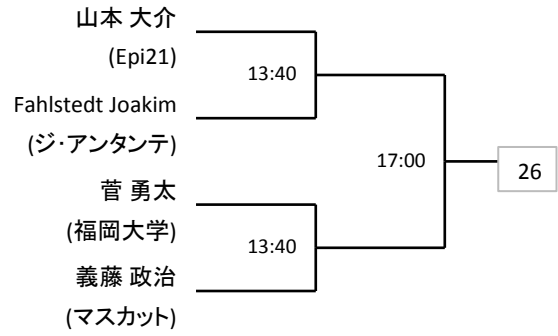 山本 大介
(Epi21)
13:40
Fahlstedt Joakim
(ジ･アンタンテ)
17:00
26
菅 勇太
(福岡大学)
13:40
義藤 政治
(マスカット)